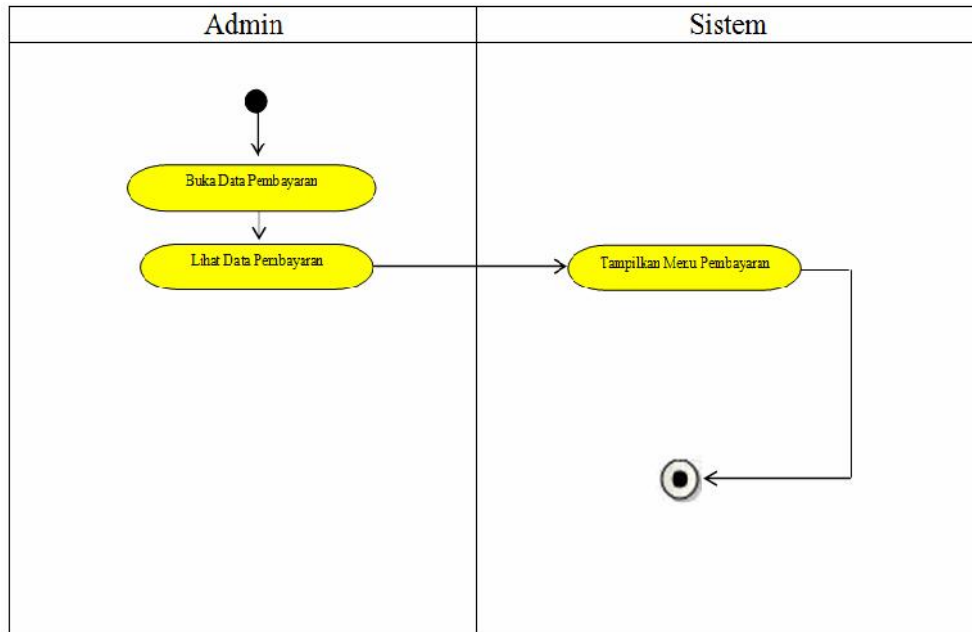 Admin
Sistem
Buka Data Pembayaran
Lihat Data Pembayaran
Tampilkan Menu Pembayaran